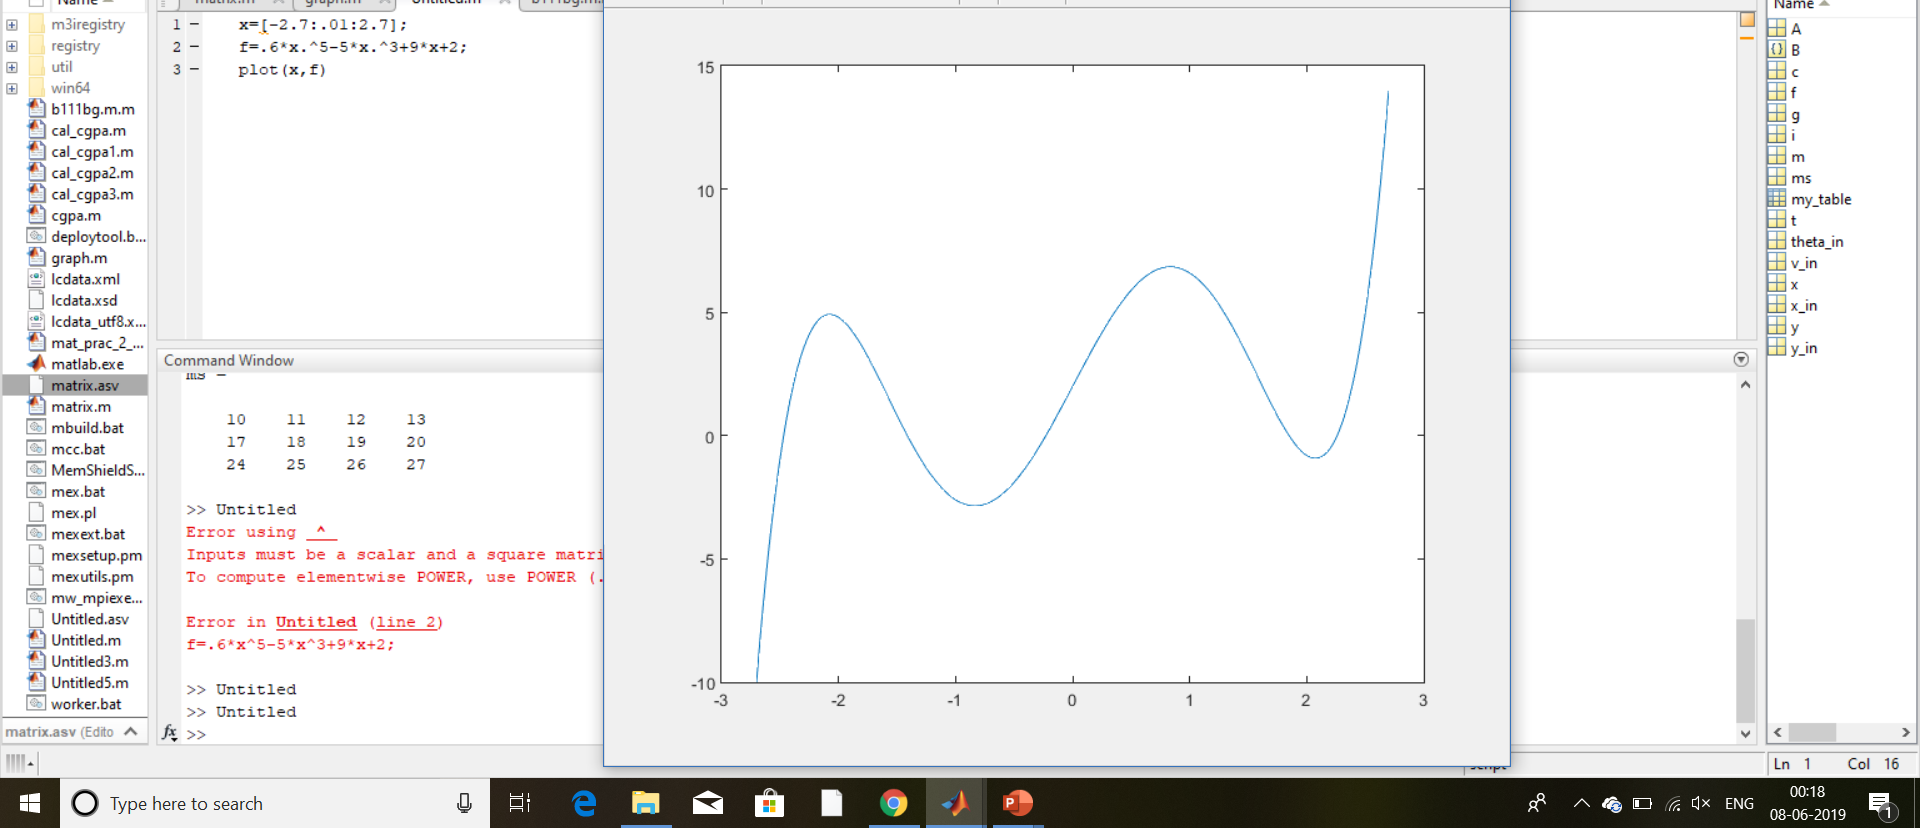 Name
m3iregistry
registry
util
win64
b111bg.m.m
cal_cgpa.m
cal_cgpa1.m
cal_cgpa2.m
cal_cgpa3.m
cgpa.m
deploytool.b...
graph.m
lcdata.xml
lcdata.xsd
lcdata_utf8.x...
mat_prac_2_...
matlab.exe
matrix.asv
matrix.m
mbuild.bat
mcc.bat
MemShieldS...
mex.bat
mex.pl
mexext.bat
mexsetup.pm
mexutils.pm
mw_mpiexe...
Untitled.asv
Untitled.m
Untitled3.m
Untitled5.m
worker.bat
matrix.asv (Edito
matrix.m graph.m Untitled.m b111bg.m.
1 – x=[-2.7:.01:2.7];
2 – f=.6*x.^5-5*x.^3+9*x+2;
3 – plot(x,f)
Command Window
ms =
10 11 12 13
17 18 19 20
24 25 26 27
>> Untitled
Error using ^
Inputs must be a scalar and a square matri
To compute elementwise POWER, use POWER (.
Error in Untitled (line 2)
f=.6*x^5-5*x^3+9*x+2;
>> Untitled
>> Untitled
fx >>
15
10
5
0
-5
-10
-3 -2 -1 0 1 2 3
Name
A
B
c
f
g
i
m
ms
my_table
t
theta_in
v_in
x
x_in
y
y_in
script
Ln 1 Col 16
Type here to search
ENG
00:18
08-06-2019
1